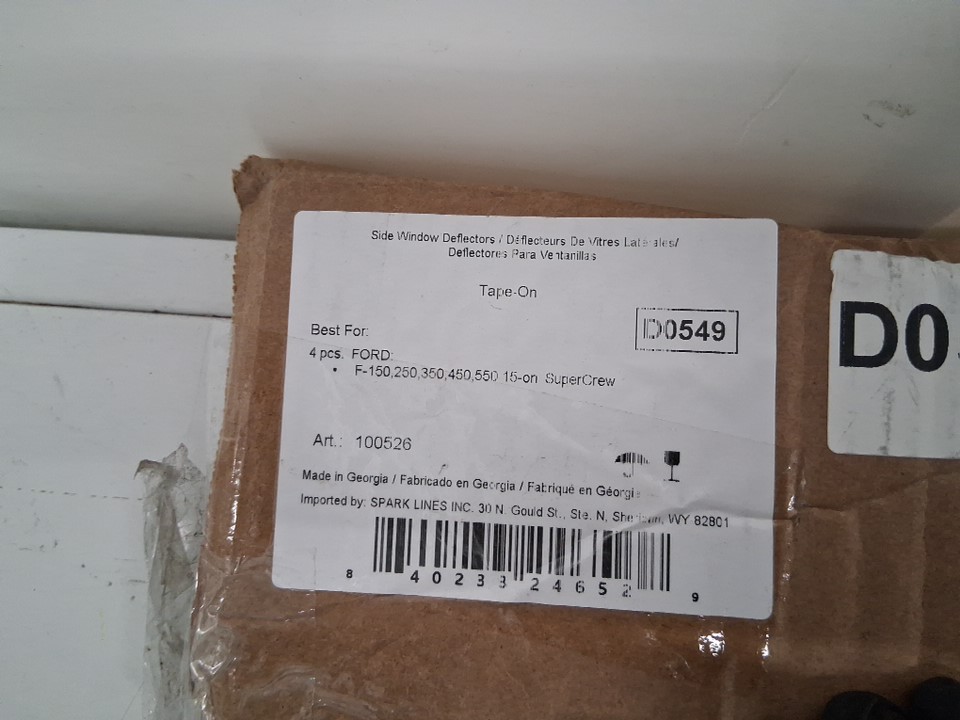 Side Window Deflectors / Déflecteurs De Vitres Latérales/
Deflectores Para Ventanillas
Tape-On
D0549
Best For:
4 pcs. FORD:
• F-150,250,350,450,550 15-on SuperCrew
Art.: 100526
Made in Georgia / Fabricado en Georgia / Fabriqué en Géorgie
Imported by: SPARK LINES INC. 30 N. Gould St., Ste. N, Sheridan, WY 82801
8 40233 24652 9
D0